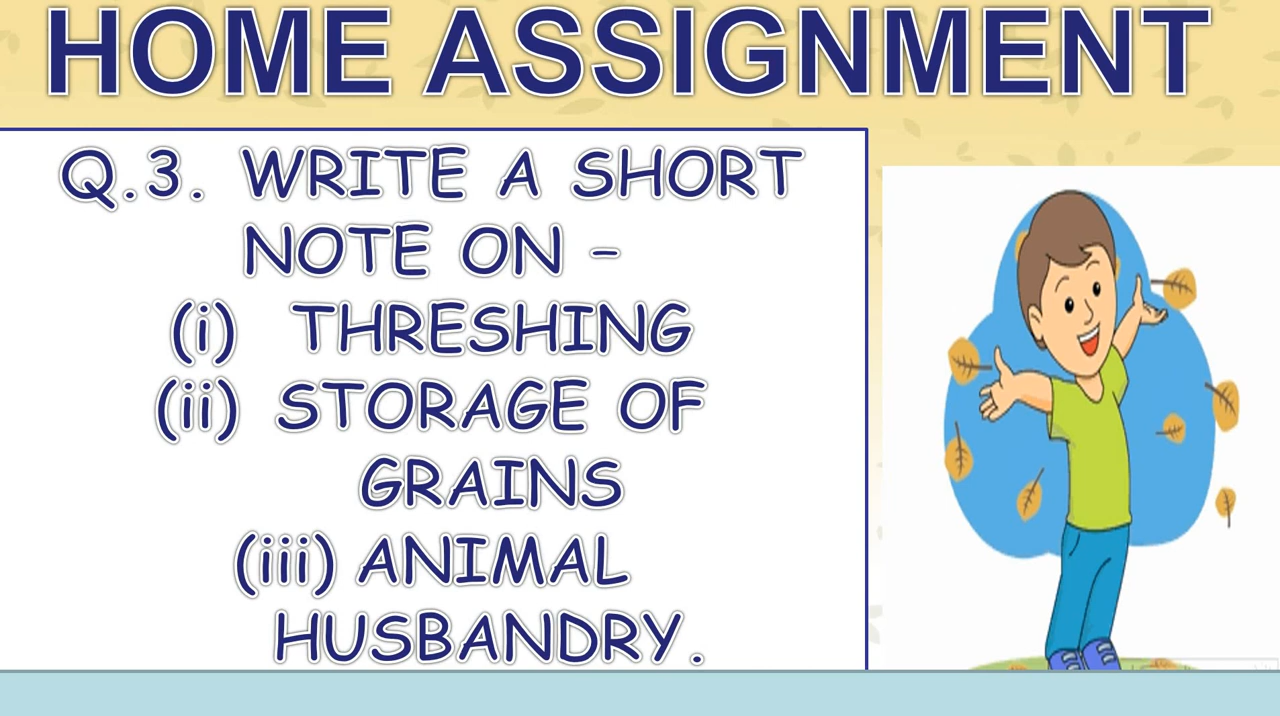 HOME ASSIGNMENT
Q.3. WRITE A SHORT
NOTE ON -
(i) THRESHING
(ii) STORAGE OF
GRAINS
(iii) ANIMAL
HUSBANDRY.